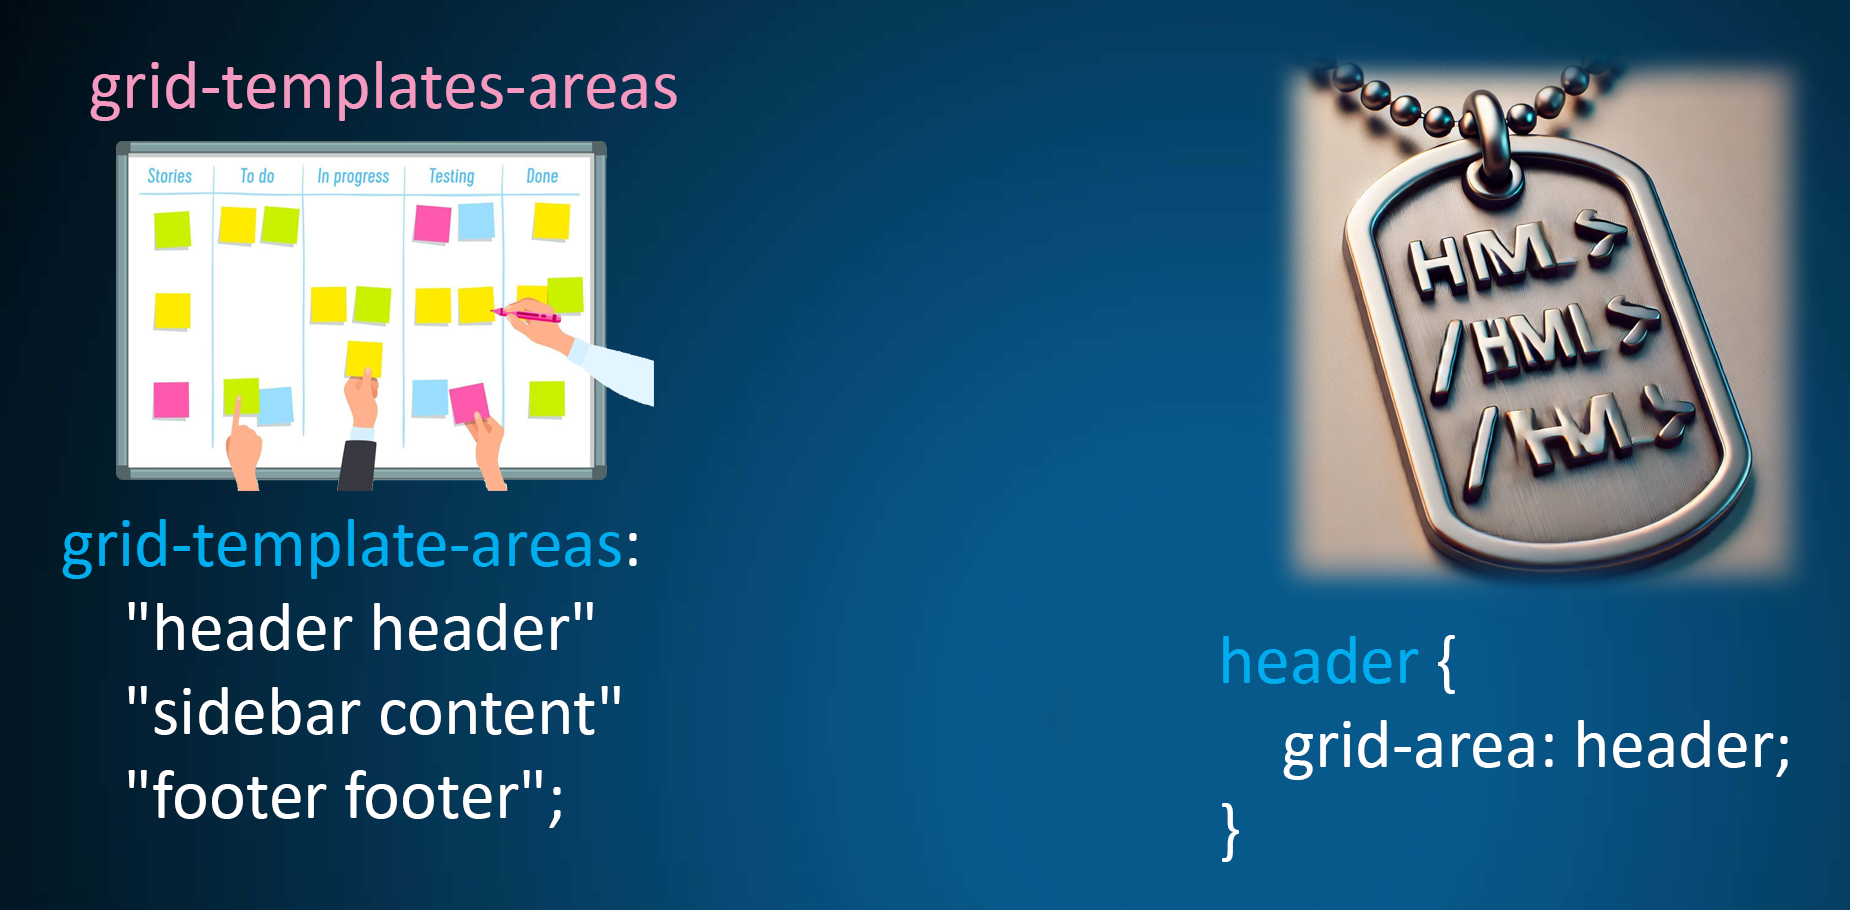 grid-templates-areas
Stories To do In progress Testing Done
grid-template-areas:
"header header"
"sidebar content"
"footer footer";
HML >
/HML >
/HML >
header {
grid-area: header;
}